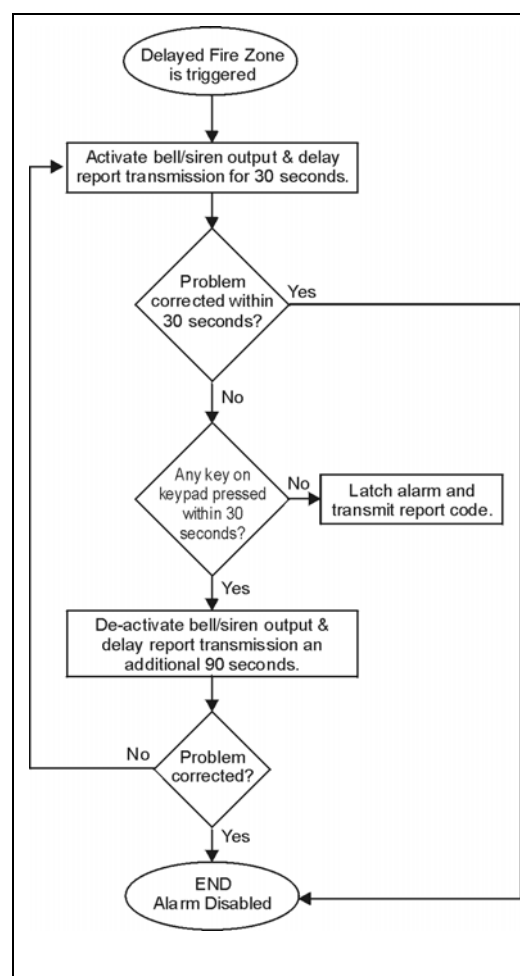 Delayed Fire Zone
is triggered
Activate bell/siren output & delay
report transmission for 30 seconds.
Problem
corrected within
30 seconds?
Yes
No
Any key on
keypad pressed
within 30
seconds?
No
Latch alarm and
transmit report code.
Yes
De-activate bell/siren output &
delay report transmission an
additional 90 seconds.
No
Problem
corrected?
Yes
END
Alarm Disabled